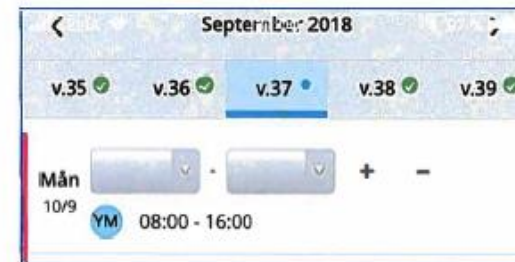 September 2018
v.35 v.36 v.37 v.38 v.39
Mån - + -
10/9
YM 08:00 - 16:00